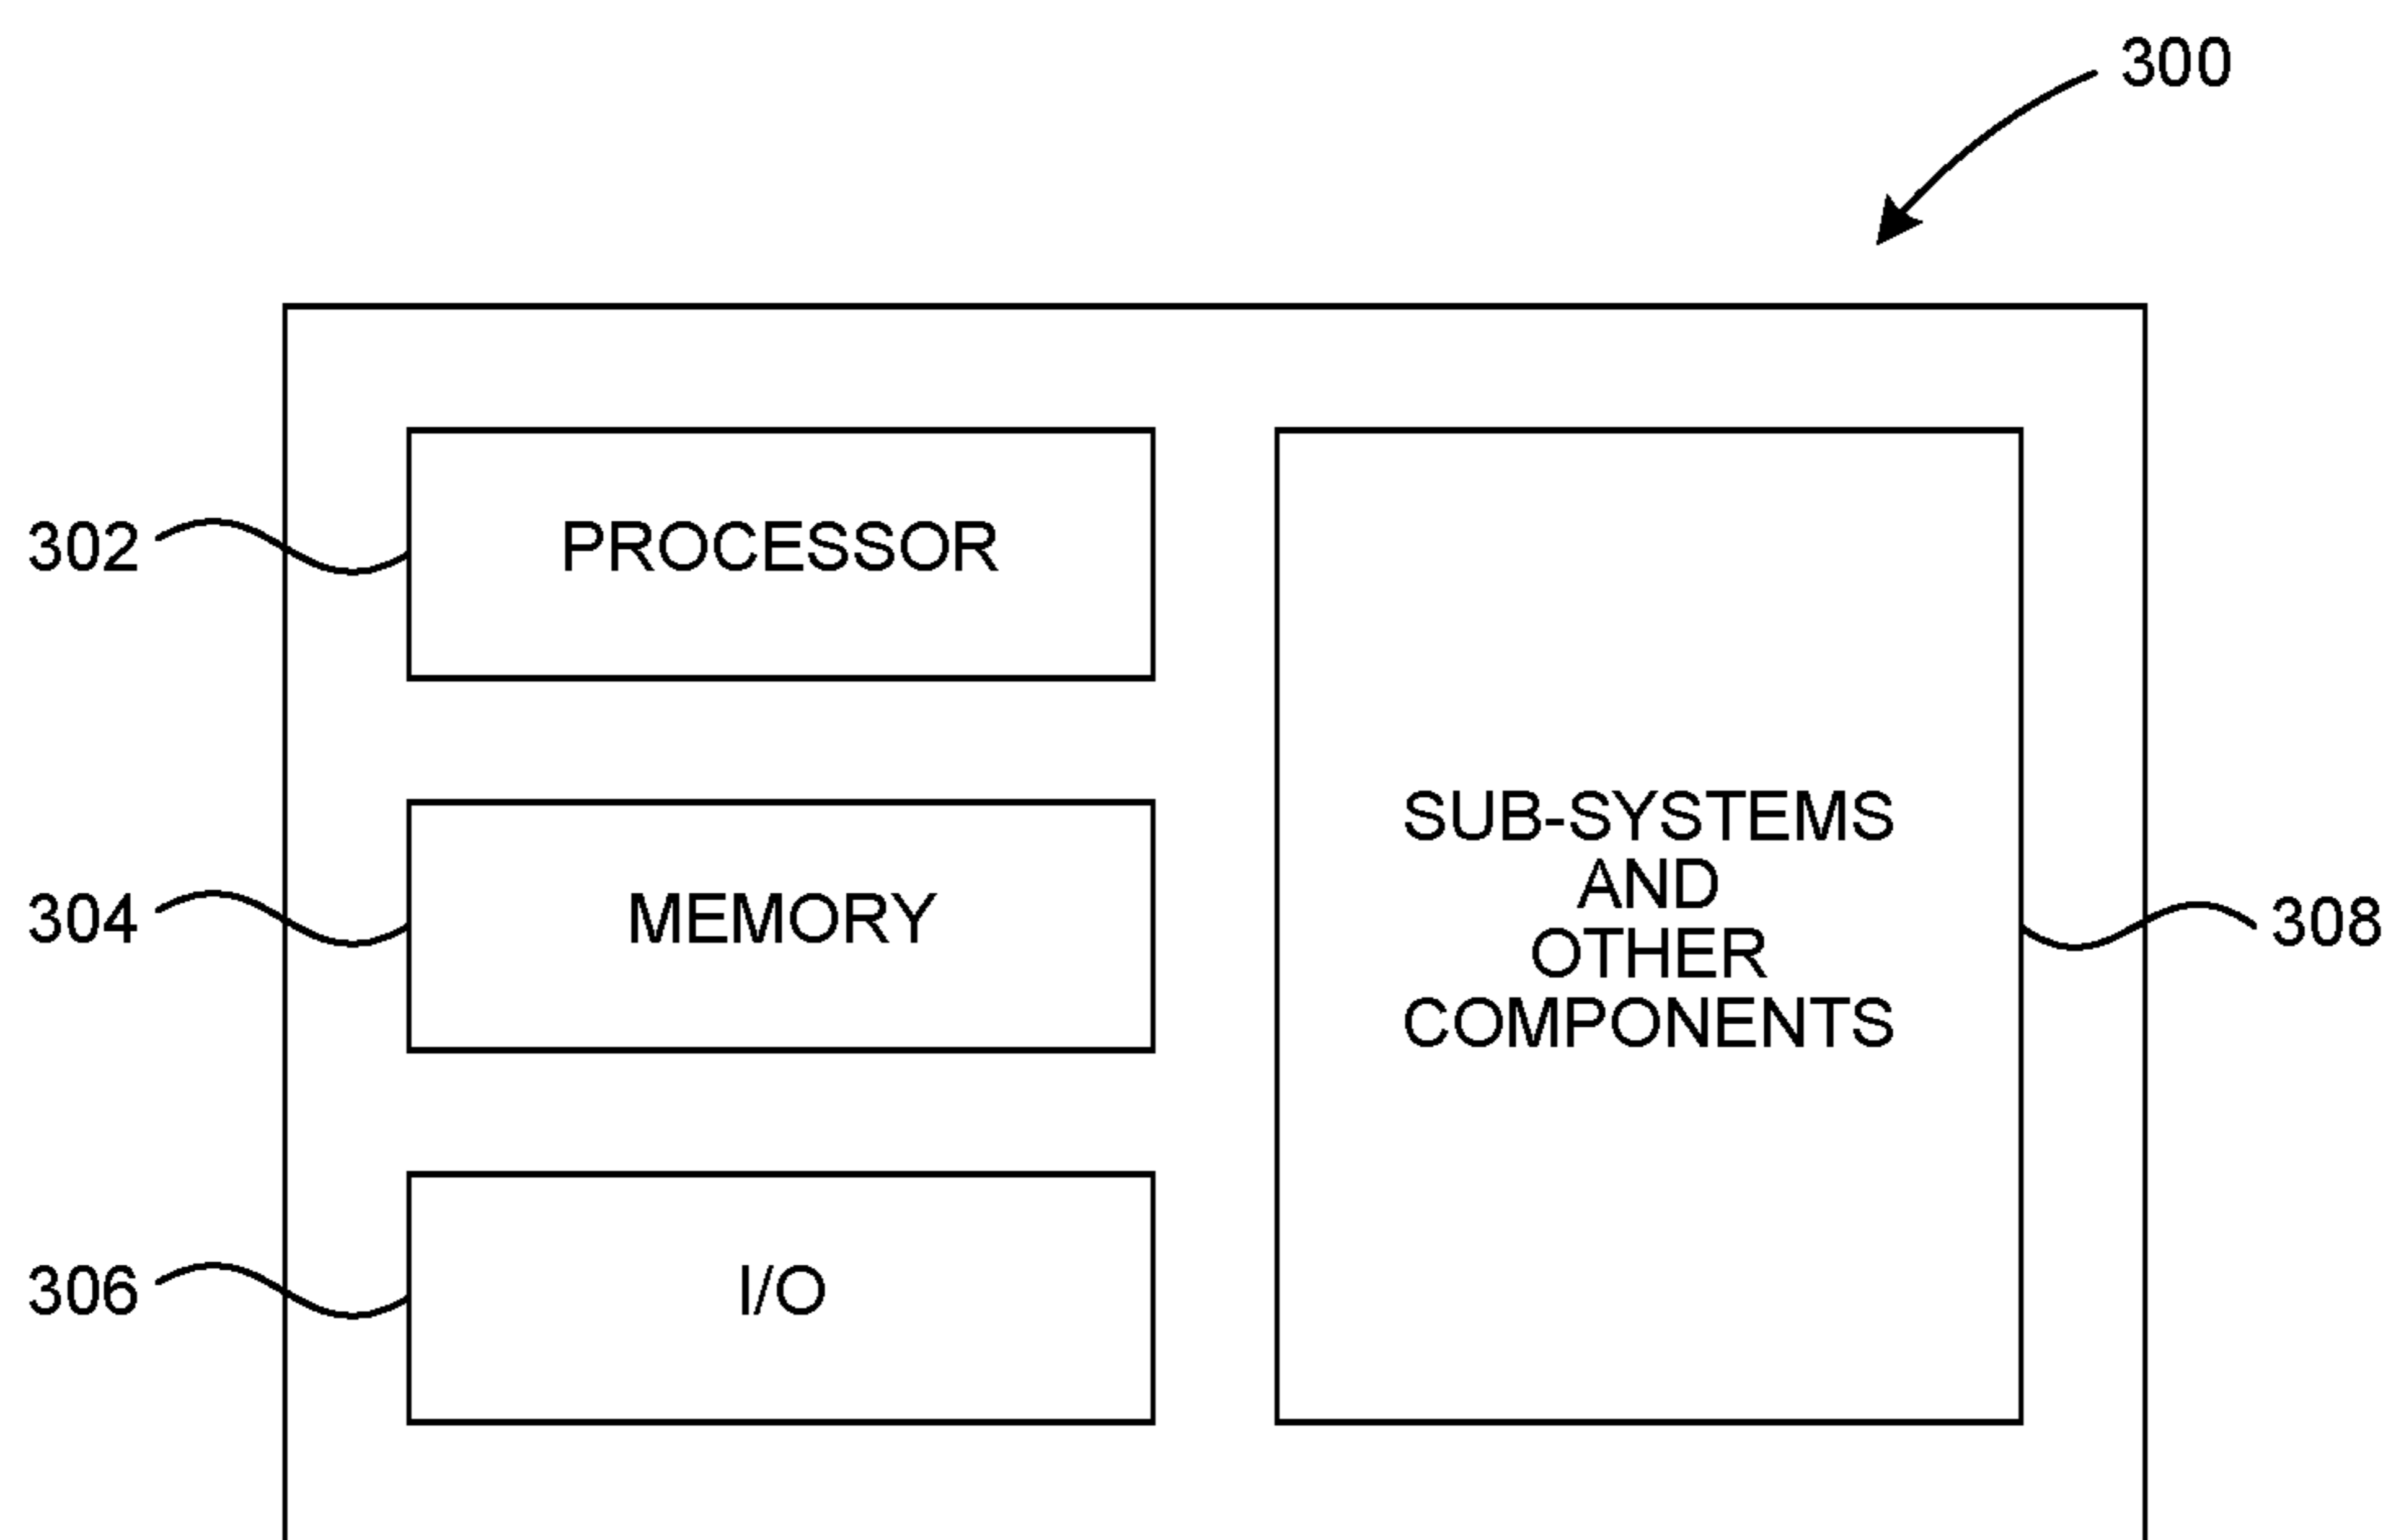 300
302
PROCESSOR
304
MEMORY
306
I/O
SUB-SYSTEMS
AND
OTHER
COMPONENTS
308